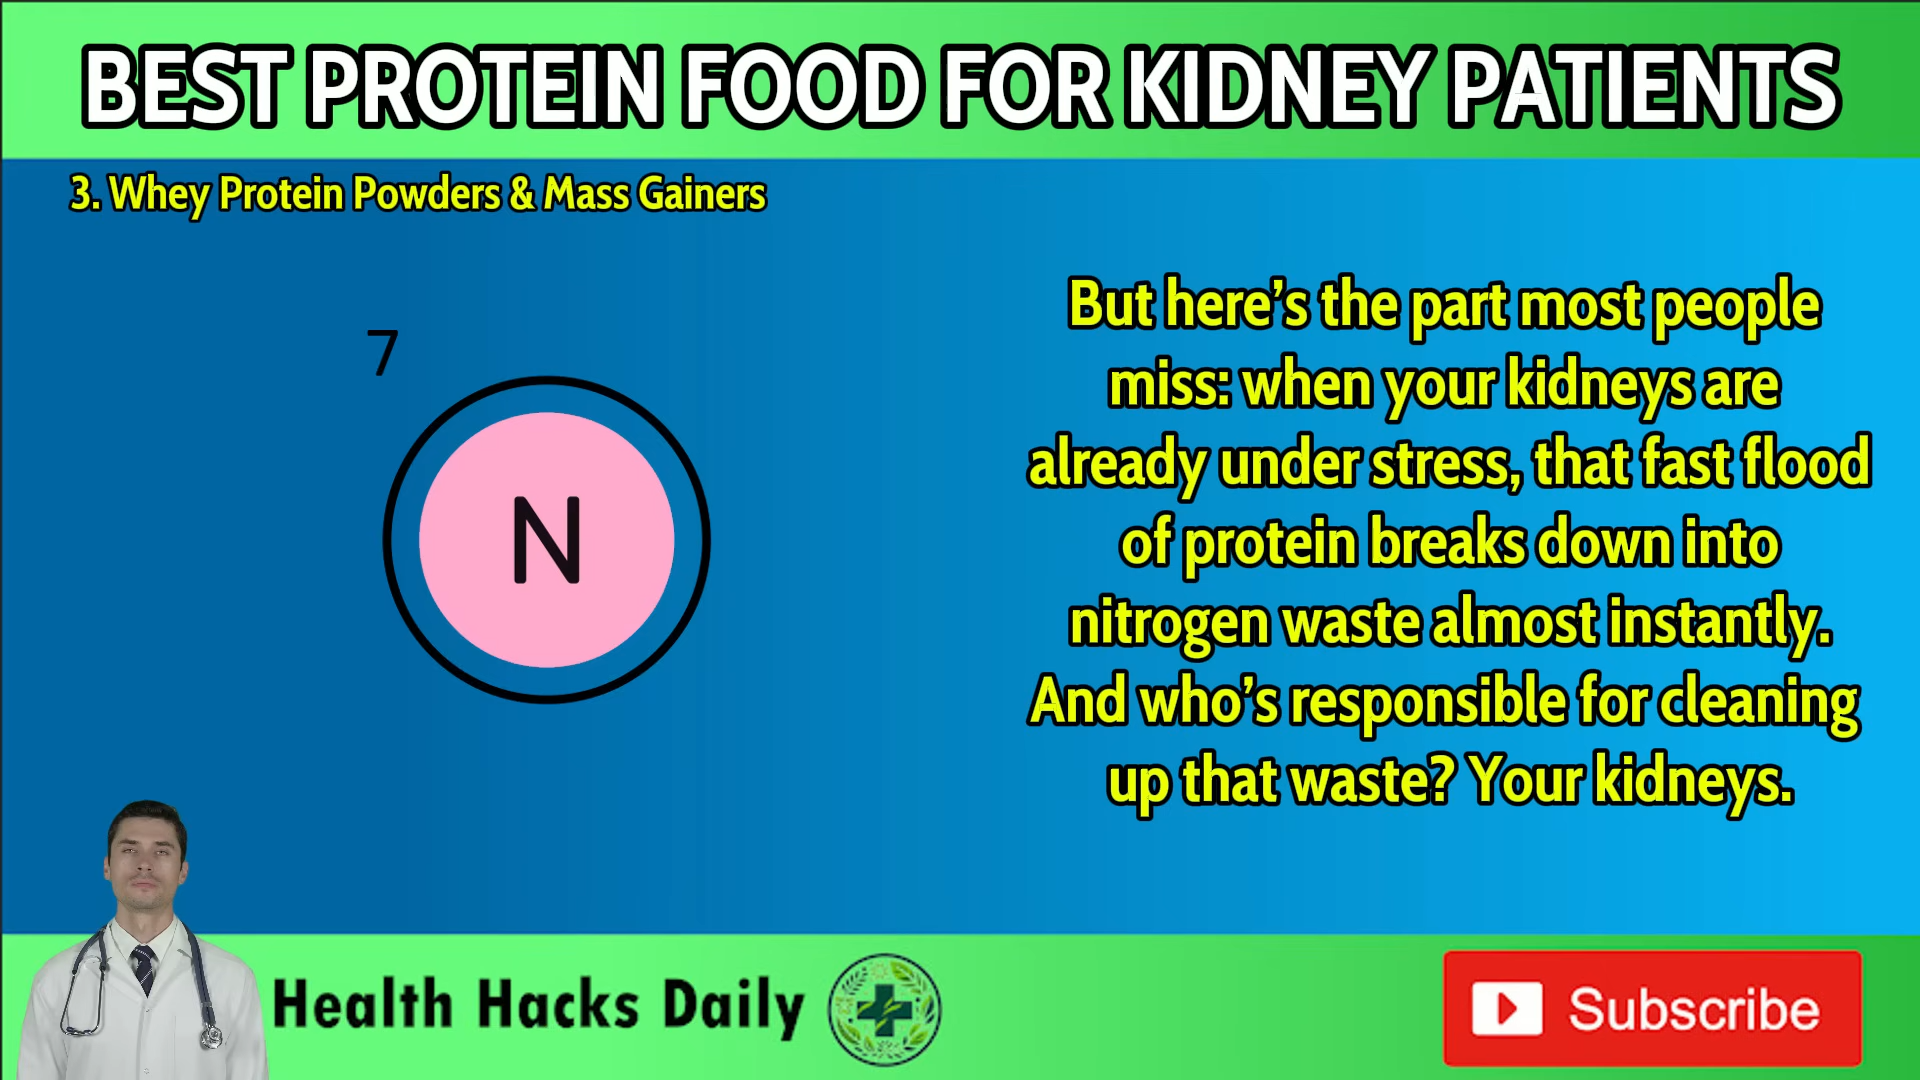 BEST PROTEIN FOOD FOR KIDNEY PATIENTS
3. Whey Protein Powders & Mass Gainers
7
N
But here’s the part most people
miss: when your kidneys are
already under stress, that fast flood
of protein breaks down into
nitrogen waste almost instantly.
And who’s responsible for cleaning
up that waste? Your kidneys.
Health Hacks Daily
Subscribe